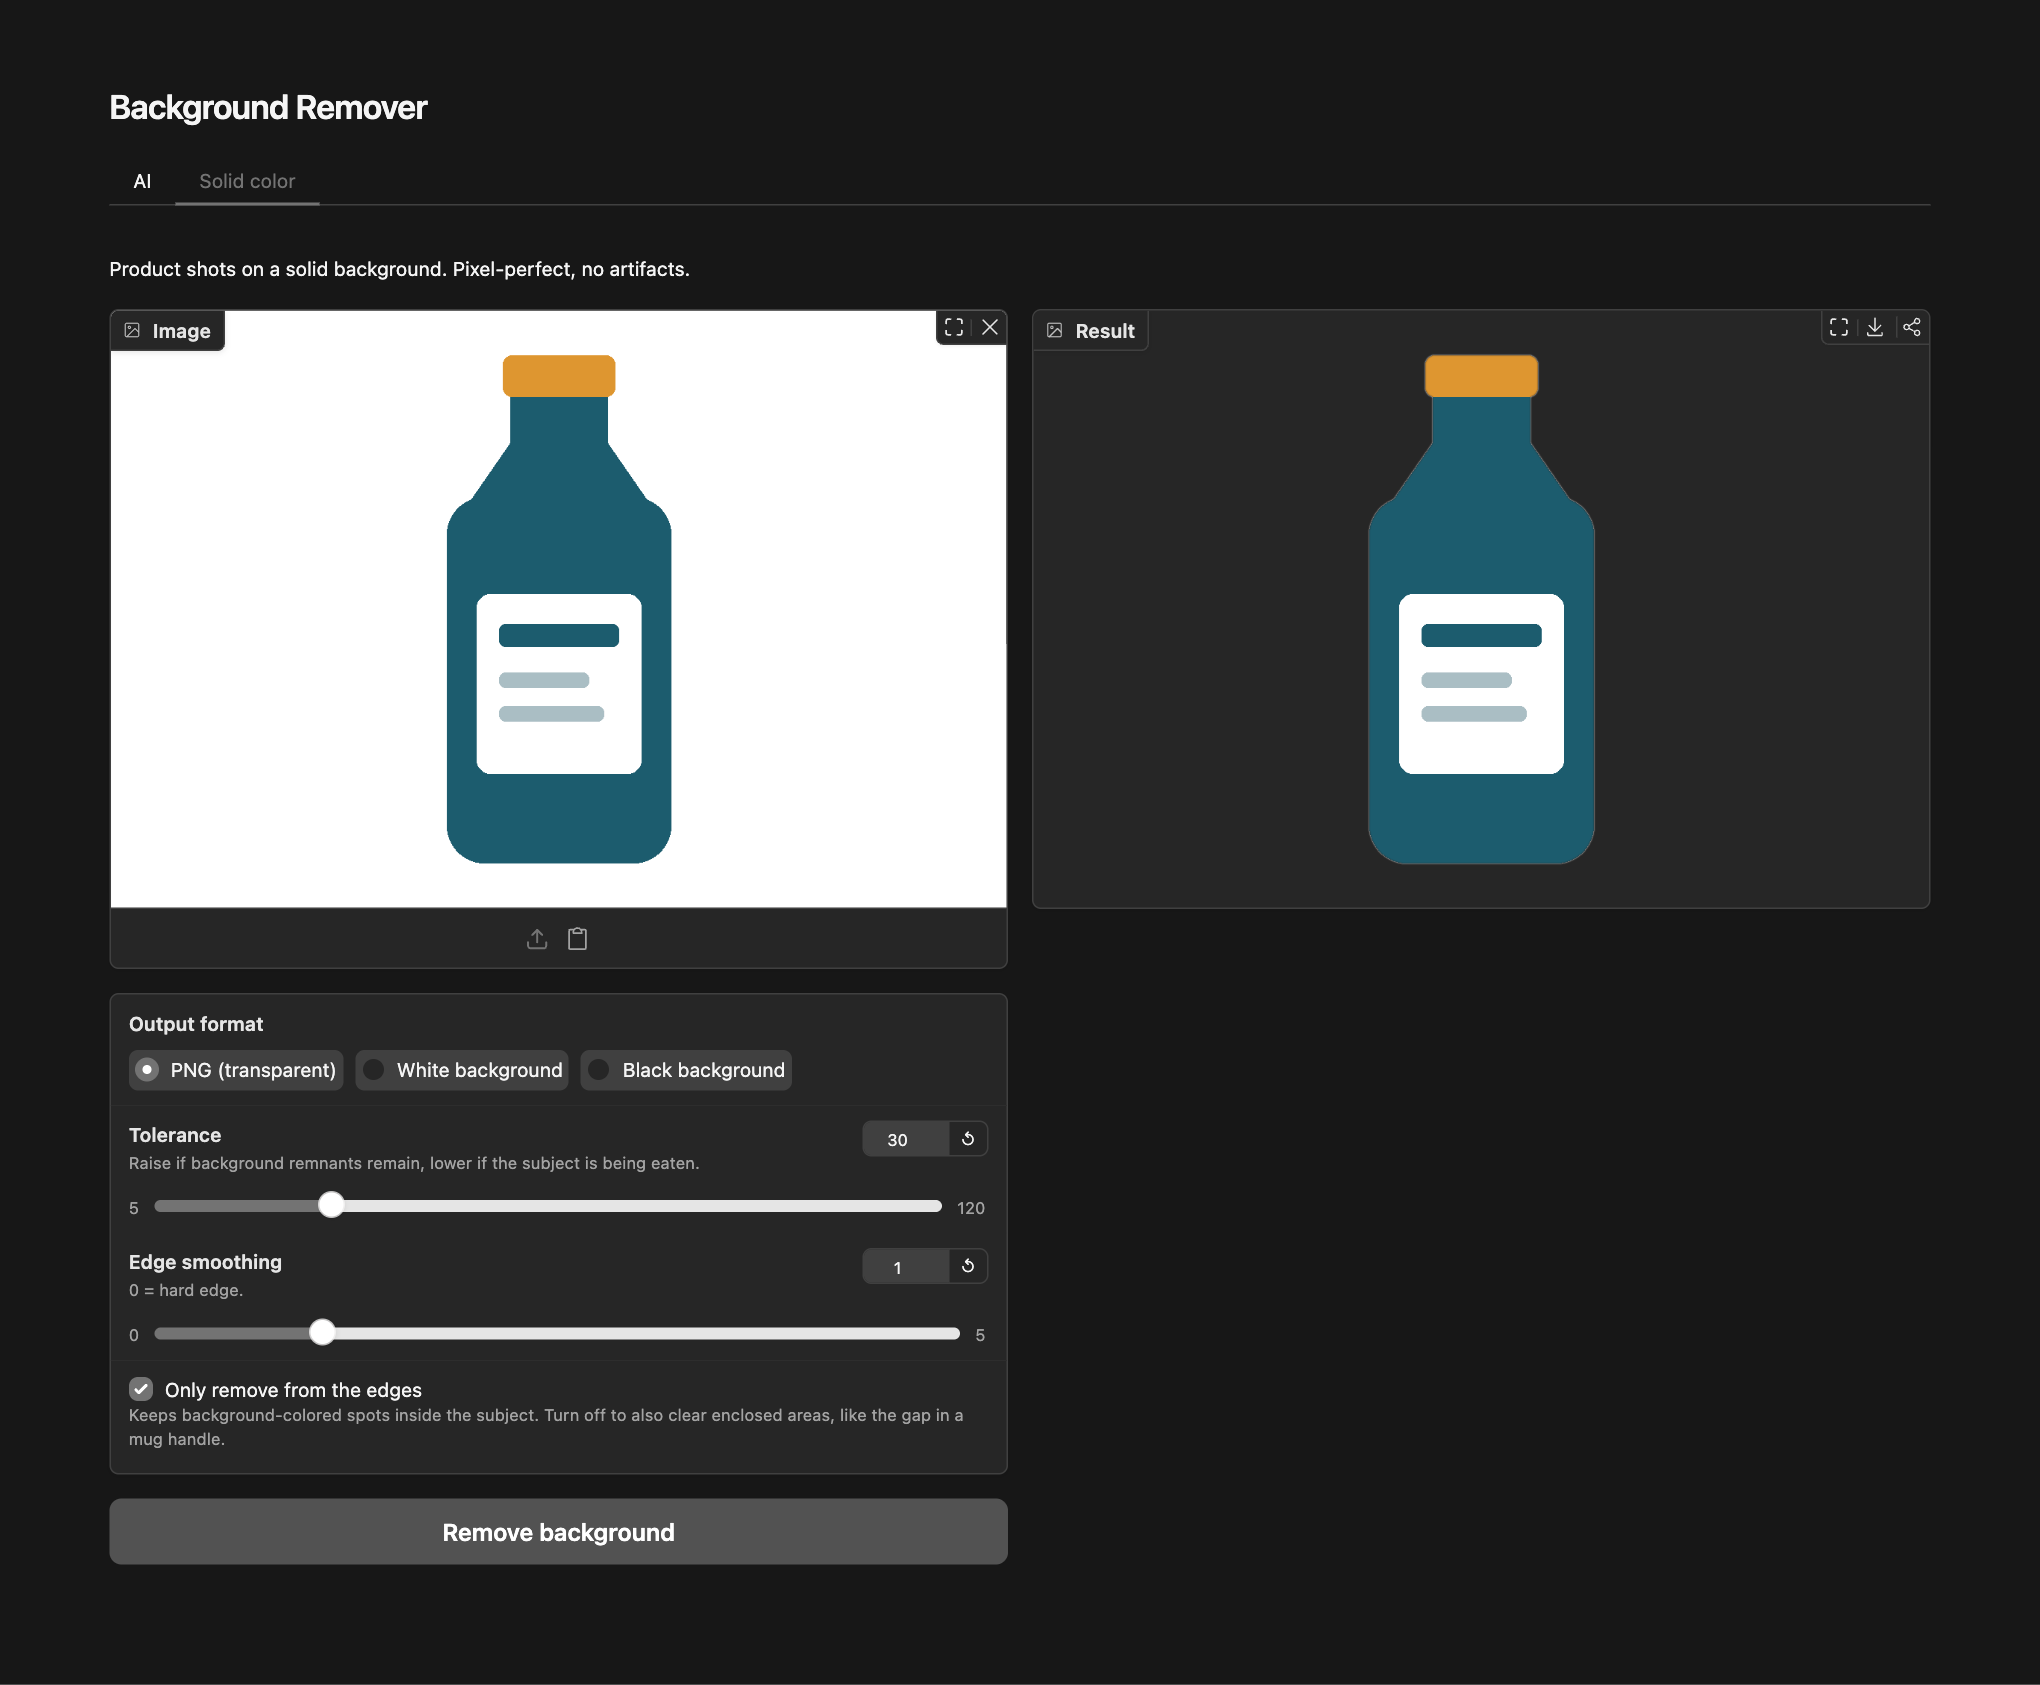 Background Remover
AI
Solid color
Product shots on a solid background. Pixel-perfect, no artifacts.
Image
Result
Output format
PNG (transparent)
White background
Black background
Tolerance
30
Raise if background remnants remain, lower if the subject is being eaten.
5
120
Edge smoothing
1
0 = hard edge.
0
5
Only remove from the edges
Keeps background-colored spots inside the subject. Turn off to also clear enclosed areas, like the gap in a
mug handle.
Remove background